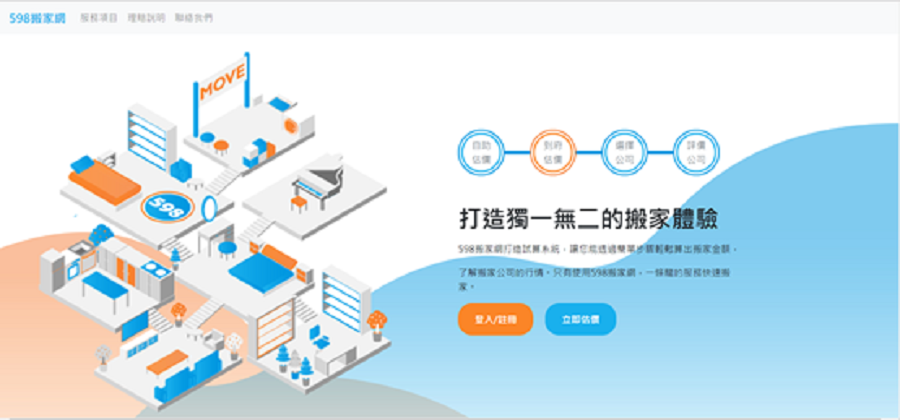 598搬家網 服務項目 理賠說明 聯絡我們
MOVE
598
自助估價
到府估價
選擇公司
評價公司
打造獨一無二的搬家體驗
598搬家網打造試算系統，讓您能透過簡單步驟輕鬆算出搬家金額，
了解搬家公司的行情。只有使用598搬家網，一條龍的服務快速搬
家。
登入/註冊 立即估價